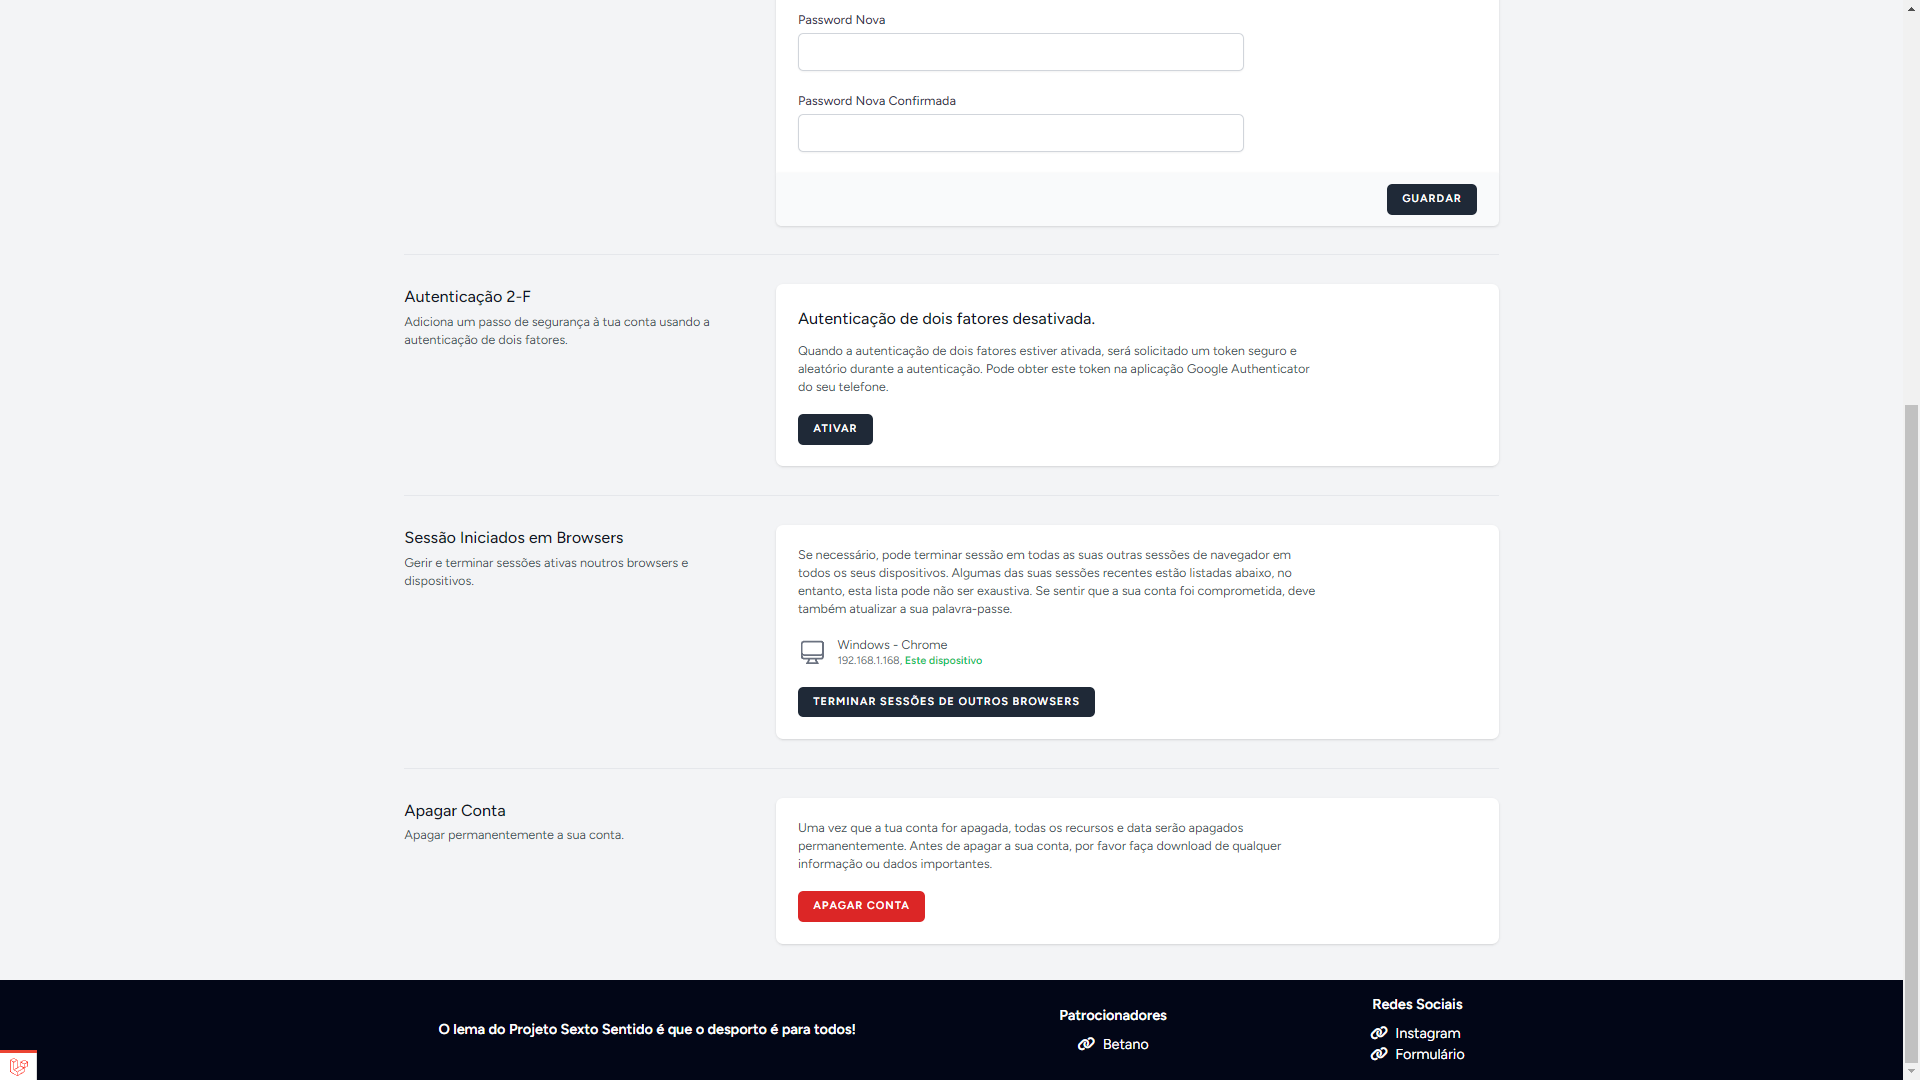 Password Nova
Password Nova Confirmada
GUARDAR
Autenticação 2-F
Adiciona um passo de segurança à tua conta usando a
autenticação de dois fatores.
Autenticação de dois fatores desativada.
Quando a autenticação de dois fatores estiver ativada, será solicitado um token seguro e
aleatório durante a autenticação. Pode obter este token na aplicação Google Authenticator
do seu telefone.
ATIVAR
Sessão Iniciados em Browsers
Gerir e terminar sessões ativas noutros browsers e
dispositivos.
Se necessário, pode terminar sessão em todas as suas outras sessões de navegador em
todos os seus dispositivos. Algumas das suas sessões recentes estão listadas abaixo, no
entanto, esta lista pode não ser exaustiva. Se sentir que a sua conta foi comprometida, deve
também atualizar a sua palavra-passe.
Windows - Chrome
192.168.1.168, Este dispositivo
TERMINAR SESSÕES DE OUTROS BROWSERS
Apagar Conta
Apagar permanentemente a sua conta.
Uma vez que a tua conta for apagada, todas os recursos e data serão apagados
permanentemente. Antes de apagar a sua conta, por favor faça download de qualquer
informação ou dados importantes.
APAGAR CONTA
O lema do Projeto Sexto Sentido é que o desporto é para todos!
Patrocionadores
Betano
Redes Sociais
Instagram
Formulário